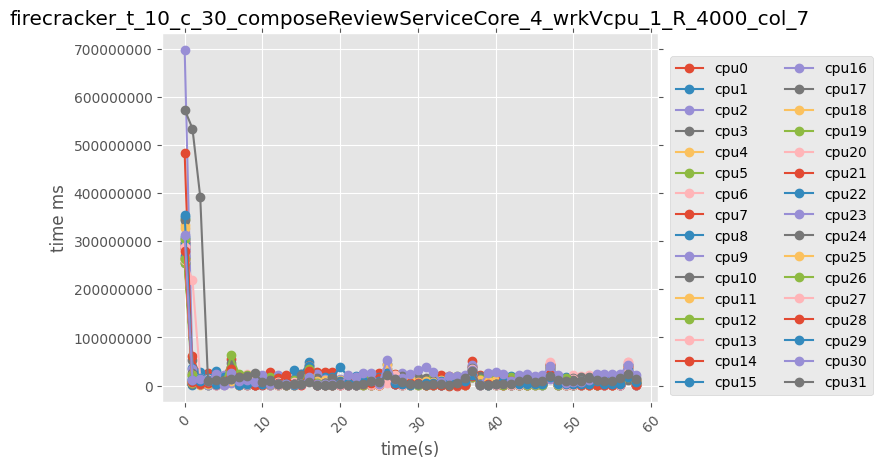 firecracker_t_10_c_30_composeReviewServiceCore_4_wrkVcpu_1_R_4000_col_7
700000000
600000000
500000000
400000000
300000000
200000000
100000000
0
time ms
0 10 20 30 40 50 60
time(s)
cpu0 cpu16
cpu1 cpu17
cpu2 cpu18
cpu3 cpu19
cpu4 cpu20
cpu5 cpu21
cpu6 cpu22
cpu7 cpu23
cpu8 cpu24
cpu9 cpu25
cpu10 cpu26
cpu11 cpu27
cpu12 cpu28
cpu13 cpu29
cpu14 cpu30
cpu15 cpu31